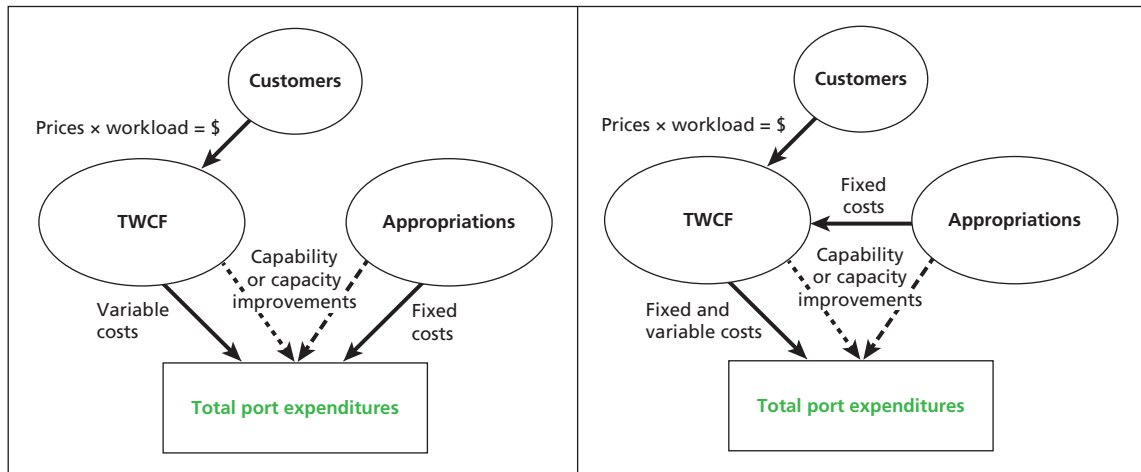 Customers
Prices × workload = $
TWCF
Appropriations
Capability
or capacity
improvements
Variable
costs
Fixed
costs
Total port expenditures
Customers
Prices × workload = $
Fixed
costs
TWCF
Appropriations
Capability
or capacity
improvements
Fixed and
variable costs
Total port expenditures